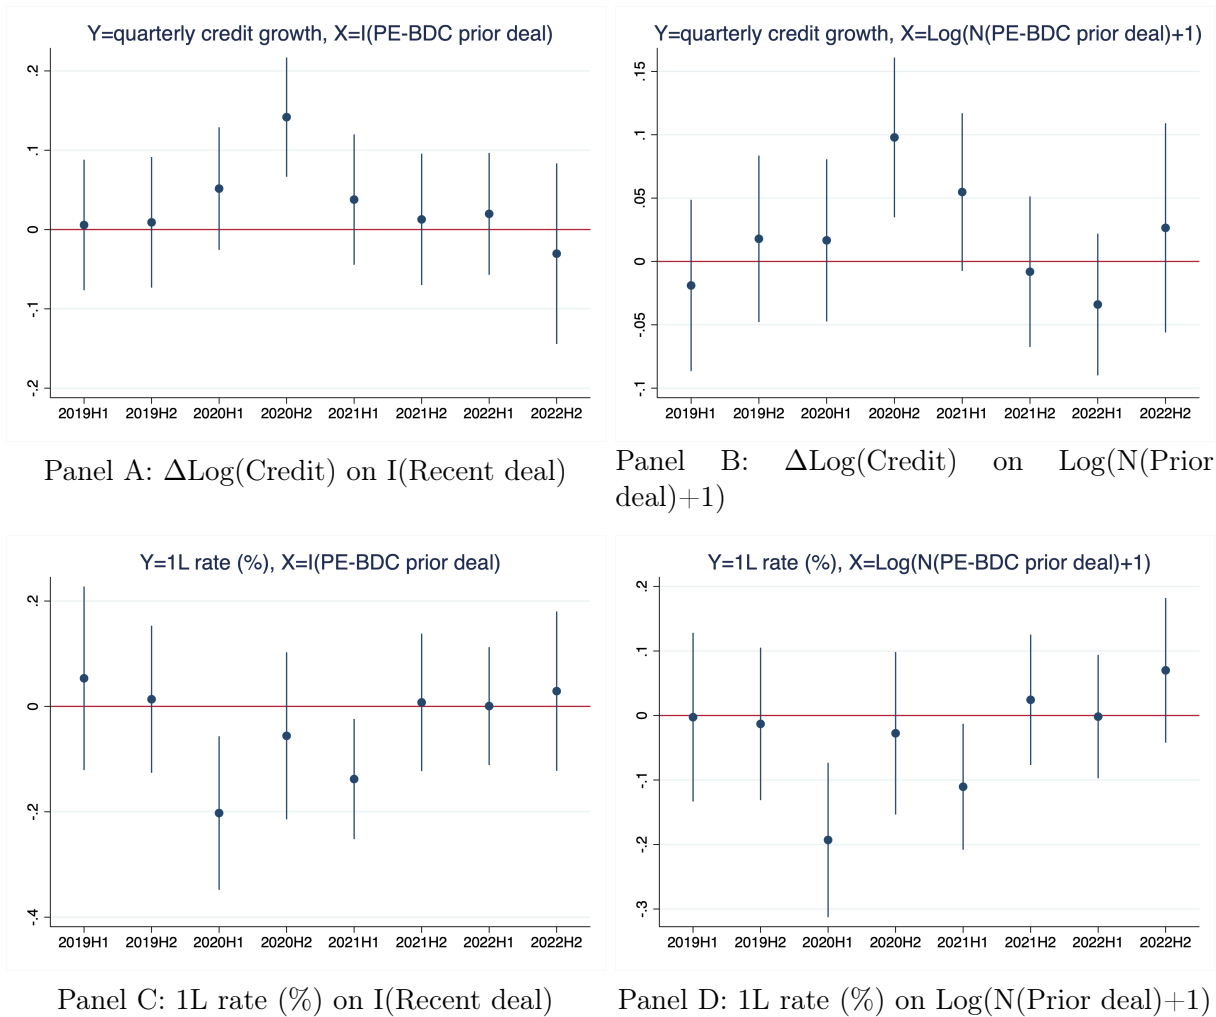 Y=quarterly credit growth, X=I(PE-BDC prior deal)
.2
.1
0
-.1
-.2
2019H1 2019H2 2020H1 2020H2 2021H1 2021H2 2022H1 2022H2
Panel A: ΔLog(Credit) on I(Recent deal)
Y=quarterly credit growth, X=Log(N(PE-BDC prior deal)+1)
.15
.1
.05
0
-.05
-.1
2019H1 2019H2 2020H1 2020H2 2021H1 2021H2 2022H1 2022H2
Panel B: ΔLog(Credit) on Log(N(Prior
deal)+1)
Y=1L rate (%), X=I(PE-BDC prior deal)
.2
0
-.2
-.4
2019H1 2019H2 2020H1 2020H2 2021H1 2021H2 2022H1 2022H2
Panel C: 1L rate (%) on I(Recent deal)
Y=1L rate (%), X=Log(N(PE-BDC prior deal)+1)
.2
.1
0
-.1
-.2
-.3
2019H1 2019H2 2020H1 2020H2 2021H1 2021H2 2022H1 2022H2
Panel D: 1L rate (%) on Log(N(Prior deal)+1)